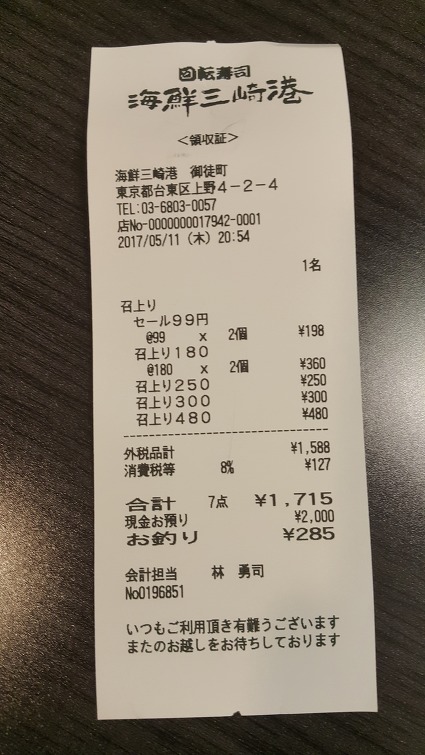 回転寿司
海鮮三崎港
＜領収証＞
海鮮三崎港 御徒町
東京都台東区上野４－２－４
TEL:03-6803-0057
店No-0000000017942-0001
2017/05/11 (木) 20:54
1名
召上り
セール９９円
@99 x 2個 ¥198
召上り１８０
@180 x 2個 ¥360
召上り２５０ ¥250
召上り３００ ¥300
召上り４８０ ¥480
外税品計 ¥1,588
消費税等 8% ¥127
合計 7点 ¥1,715
現金お預り ¥2,000
お釣り ¥285
会計担当 林 勇司
No0196851
いつもご利用頂き有難うございます
またのお越しをお待ちしております